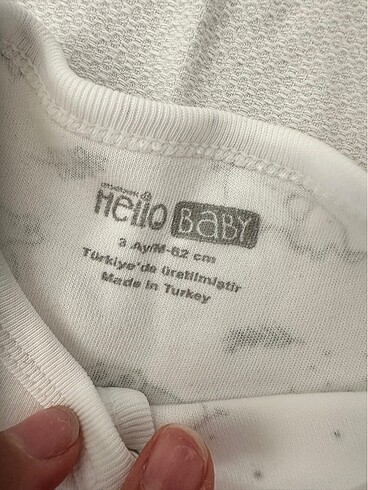 Hello BaBY
3 Ay/M-62 cm
Türkiye'de üretilmiştir
Made in Turkey